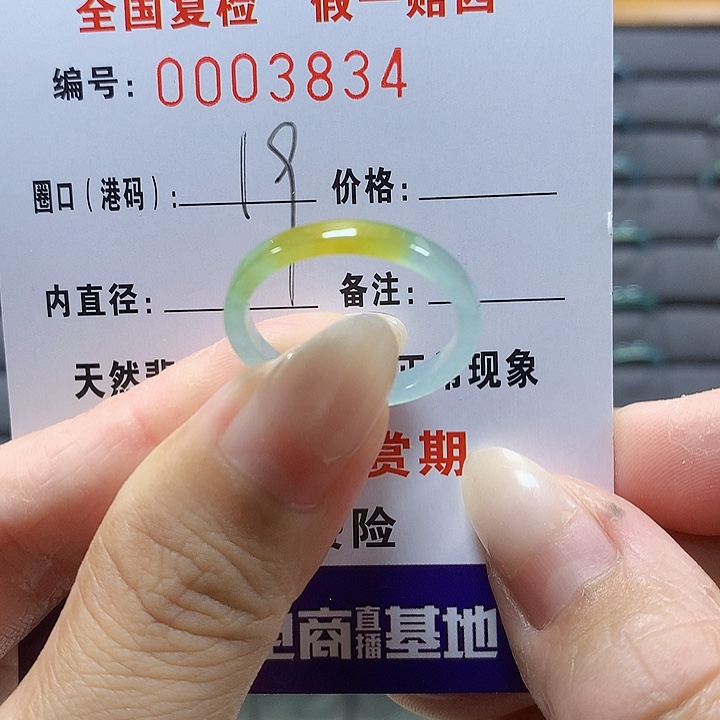 全国复检 假一赔四
编号：0003834
圈口（港码）：19 价格：
内直径： 备注：
天然 现象
赏期
险
商直播基地